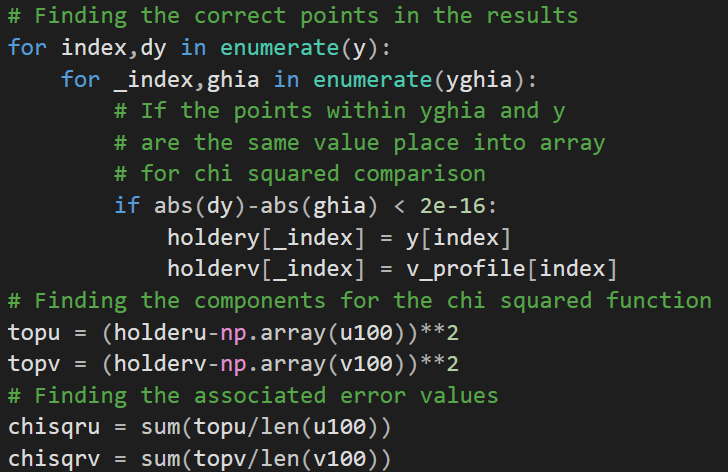 # Finding the correct points in the results
for index,dy in enumerate(y):
    for _index,ghia in enumerate(yghia):
        # If the points within yghia and y
        # are the same value place into array
        # for chi squared comparison
        if abs(dy)-abs(ghia) < 2e-16:
            holdery[_index] = y[index]
            holderv[_index] = v_profile[index]
# Finding the components for the chi squared function
topu = (holderu-np.array(u100))**2
topv = (holderv-np.array(v100))**2
# Finding the associated error values
chisqru = sum(topu/len(u100))
chisqrv = sum(topv/len(v100))